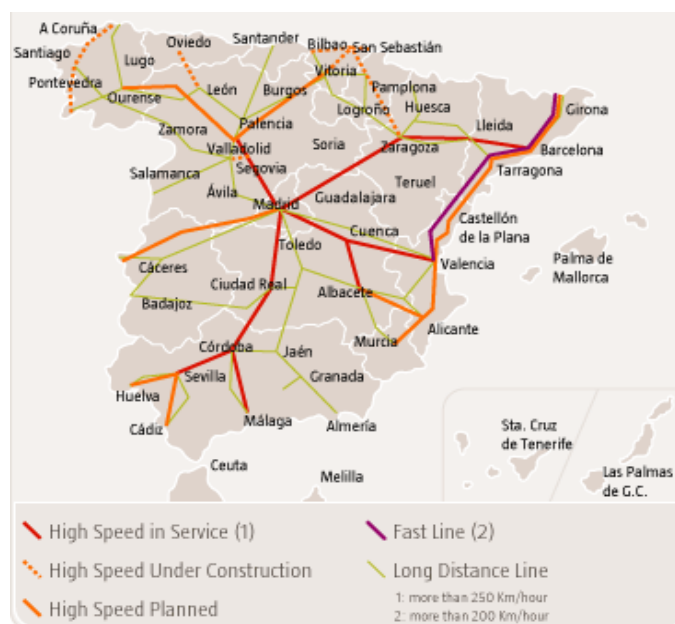 A Coruña
Oviedo
Santander
Bilbao
San Sebastián
Santiago
Lugo
Vitoria
Pamplona
Pontevedra
León
Burgos
Ourense
Huesca
Girona
Logroño
Palencia
Lleida
Zamora
Soria
Valladolid
Zaragoza
Barcelona
Segovia
Tarragona
Salamanca
Teruel
Ávila
Guadalajara
Madrid
Castellón
de la Plana
Cuenca
Toledo
Palma de
Mallorca
Cáceres
Valencia
Ciudad Real
Albacete
Badajoz
Alicante
Murcia
Córdoba
Jaén
Sevilla
Granada
Huelva
Málaga
Almería
Cádiz
Sta. Cruz
de Tenerife
Ceuta
Melilla
Las Palmas
de G.C.
High Speed in Service (1)
Fast Line (2)
High Speed Under Construction
Long Distance Line
High Speed Planned
1: more than 250 Km/hour
2: more than 200 Km/hour